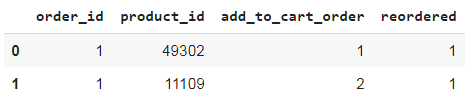 order_id product_id add_to_cart_order reordered
0 1 49302 1 1
1 1 11109 2 1